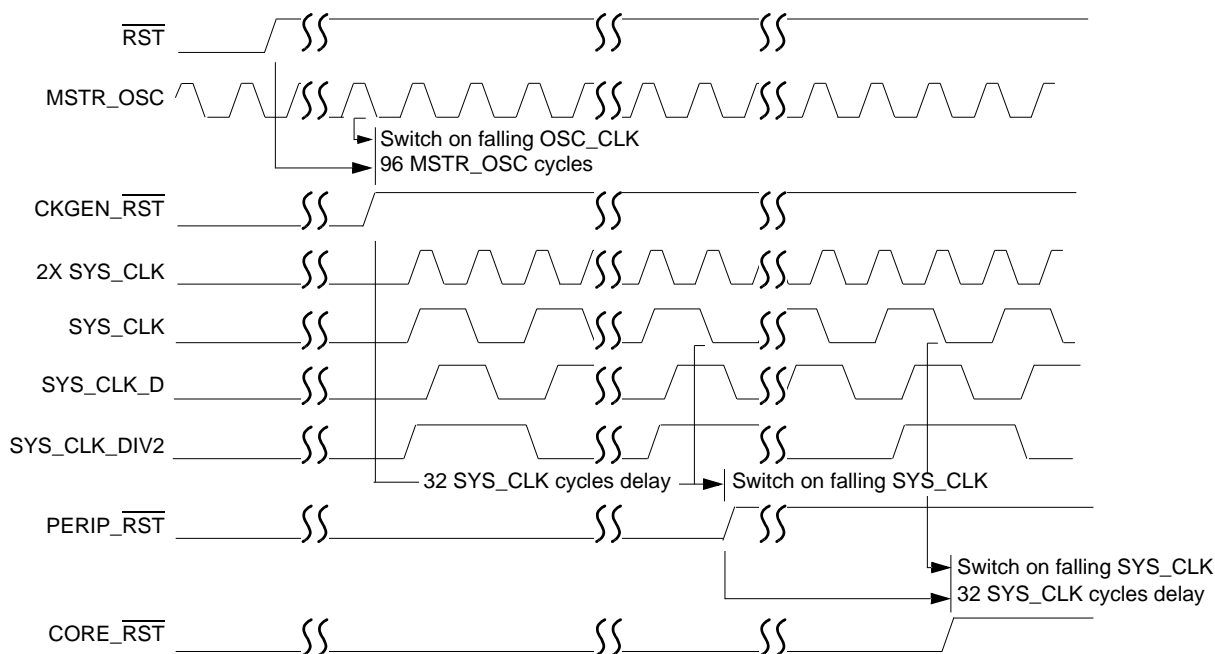 RST
MSTR_OSC
Switch on falling OSC_CLK
96 MSTR_OSC cycles
CKGEN_RST
2X SYS_CLK
SYS_CLK
SYS_CLK_D
SYS_CLK_DIV2
32 SYS_CLK cycles delay
Switch on falling SYS_CLK
PERIP_RST
Switch on falling SYS_CLK
32 SYS_CLK cycles delay
CORE_RST